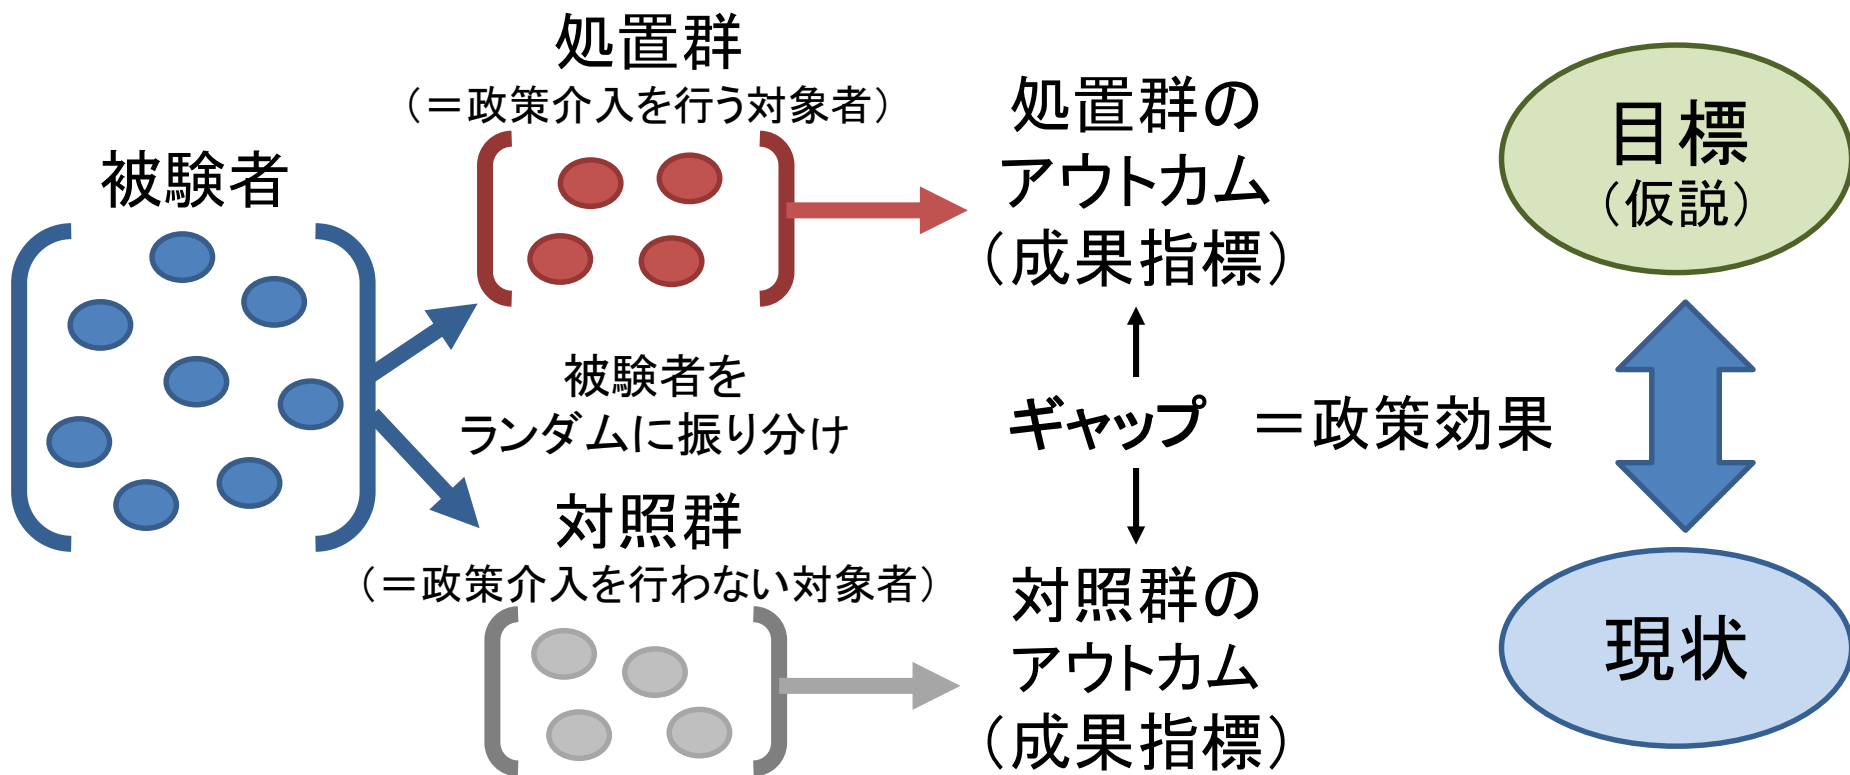 被験者
処置群
（＝政策介入を行う対象者）
被験者を
ランダムに振り分け
対照群
（＝政策介入を行わない対象者）
処置群の
アウトカム
（成果指標）
ギャップ ＝政策効果
対照群の
アウトカム
（成果指標）
目標
（仮説）
現状